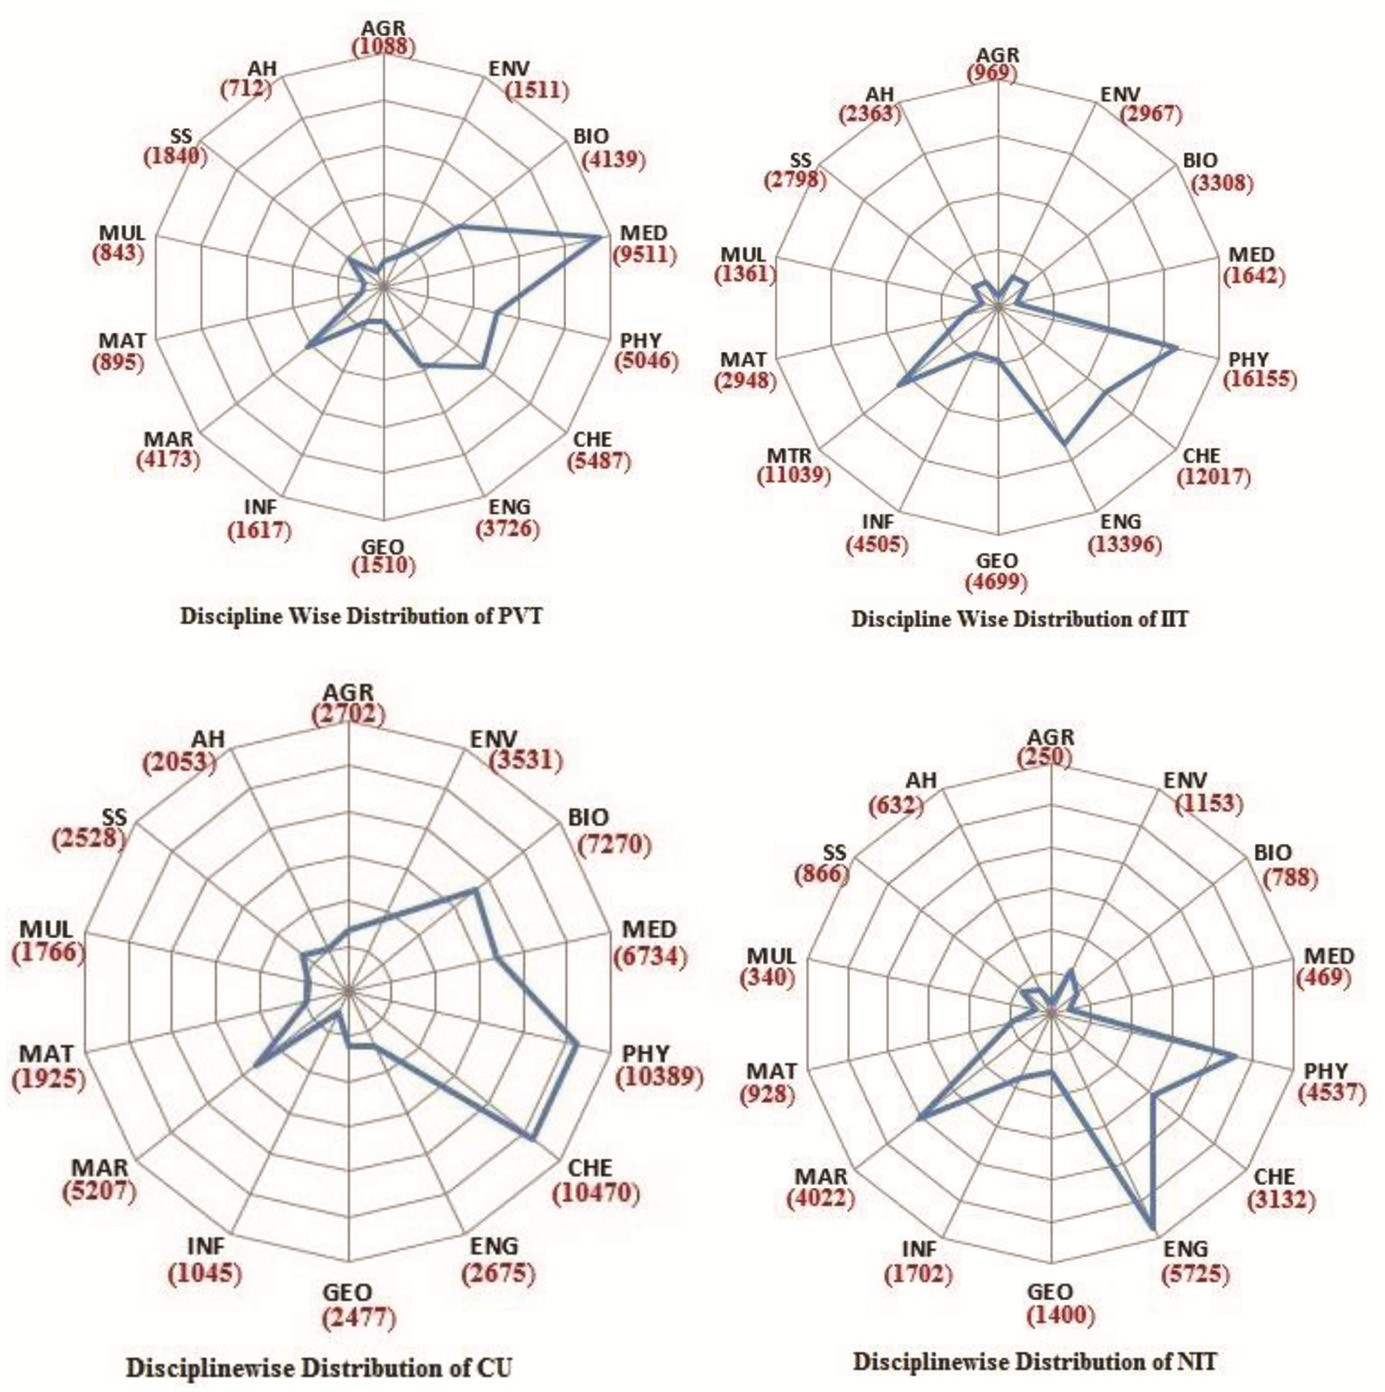 AGR
(1088)
ENV
(1511)
BIO
(4139)
MED
(9511)
PHY
(5046)
CHE
(5487)
ENG
(3726)
GEO
(1510)
INF
(1617)
MAR
(4173)
MAT
(895)
MUL
(843)
SS
(1840)
AH
(712)
Discipline Wise Distribution of PVT
AGR
(969)
ENV
(2967)
BIO
(3308)
MED
(1642)
PHY
(16155)
CHE
(12017)
ENG
(13396)
GEO
(4699)
INF
(4505)
MTR
(11039)
MAT
(2948)
MUL
(1361)
SS
(2798)
AH
(2363)
Discipline Wise Distribution of IIT
AGR
(2702)
ENV
(3531)
BIO
(7270)
MED
(6734)
PHY
(10389)
CHE
(10470)
ENG
(2675)
GEO
(2477)
INF
(1045)
MAR
(5207)
MAT
(1925)
MUL
(1766)
SS
(2528)
AH
(2053)
Disciplinewise Distribution of CU
AGR
(250)
ENV
(1153)
BIO
(788)
MED
(469)
PHY
(4537)
CHE
(3132)
ENG
(5725)
GEO
(1400)
INF
(1702)
MAR
(4022)
MAT
(928)
MUL
(340)
SS
(866)
AH
(632)
Disciplinewise Distribution of NIT